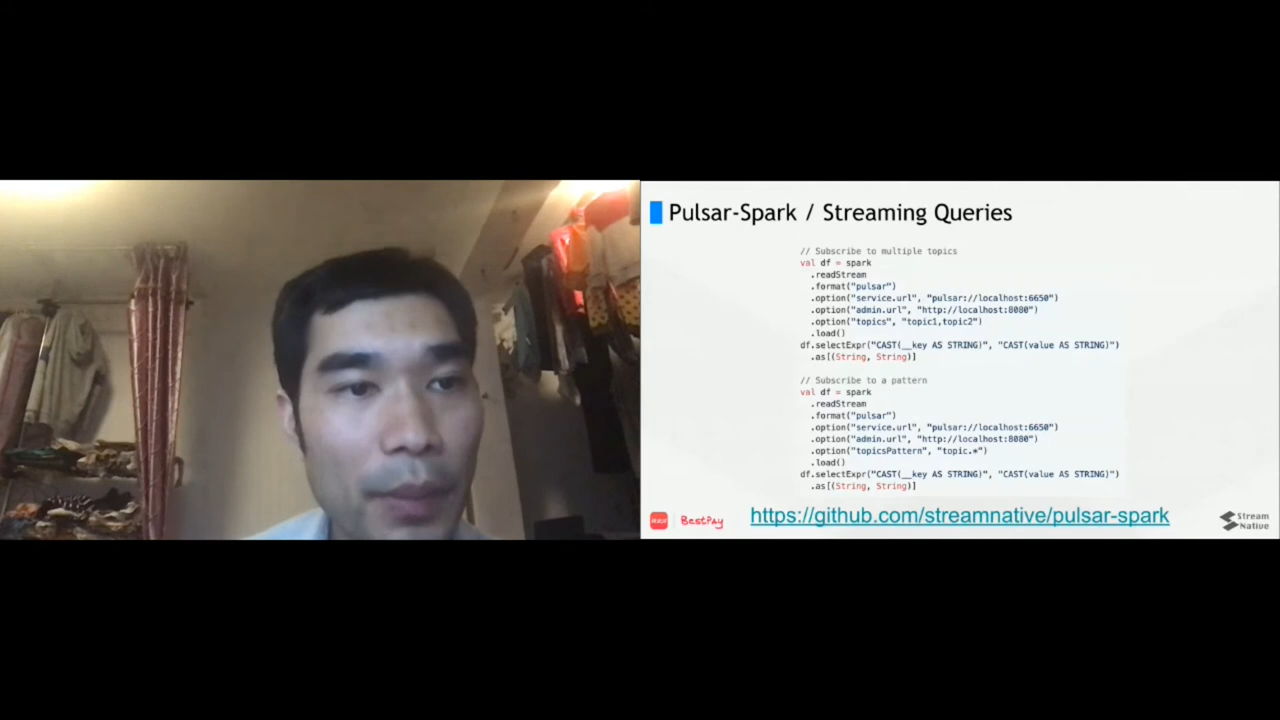 Pulsar-Spark / Streaming Queries
// Subscribe to multiple topics
val df = spark
.readStream
.format("pulsar")
.option("service.url", "pulsar://localhost:6650")
.option("admin.url", "http://localhost:8080")
.option("topics", "topic1,topic2")
.load()
df.selectExpr("CAST(__key AS STRING)", "CAST(value AS STRING)")
.as[(String, String)]
// Subscribe to a pattern
val df = spark
.readStream
.format("pulsar")
.option("service.url", "pulsar://localhost:6650")
.option("admin.url", "http://localhost:8080")
.option("topicsPattern", "topic.*")
.load()
df.selectExpr("CAST(__key AS STRING)", "CAST(value AS STRING)")
.as[(String, String)]
BestPay
https://github.com/streamnative/pulsar-spark
Stream
Native